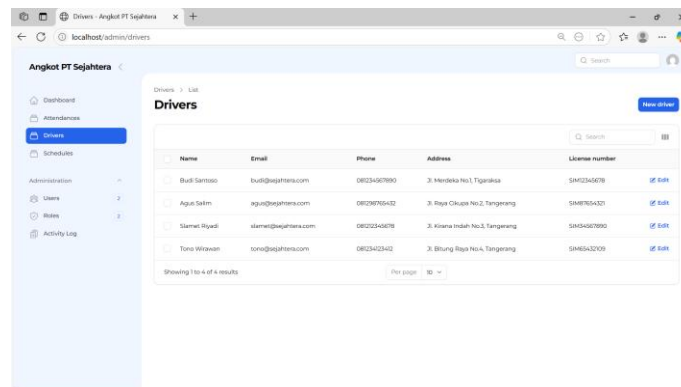 Drivers - Angkot PT Sejahtera
localhost/admin/drivers
Angkot PT Sejahtera
Search
Dashboard
Attendances
Drivers
Schedules
Administration
Users 2
Roles 2
Activity Log
Drivers > List
Drivers
New driver
Search
Name Email Phone Address License number
Budi Santoso budi@sejahtera.com 081234567890 Jl. Merdeka No.1, Tigaraksa SIM12345678 Edit
Agus Salim agus@sejahtera.com 081298765432 Jl. Raya Cikupa No.2, Tangerang SIM87654321 Edit
Slamet Riyadi slamet@sejahtera.com 081212345678 Jl. Kirana Indah No.3, Tangerang SIM34567890 Edit
Tono Wirawan tono@sejahtera.com 081234123412 Jl. Bitung Raya No.4, Tangerang SIM65432109 Edit
Showing 1 to 4 of 4 results
Per page 10